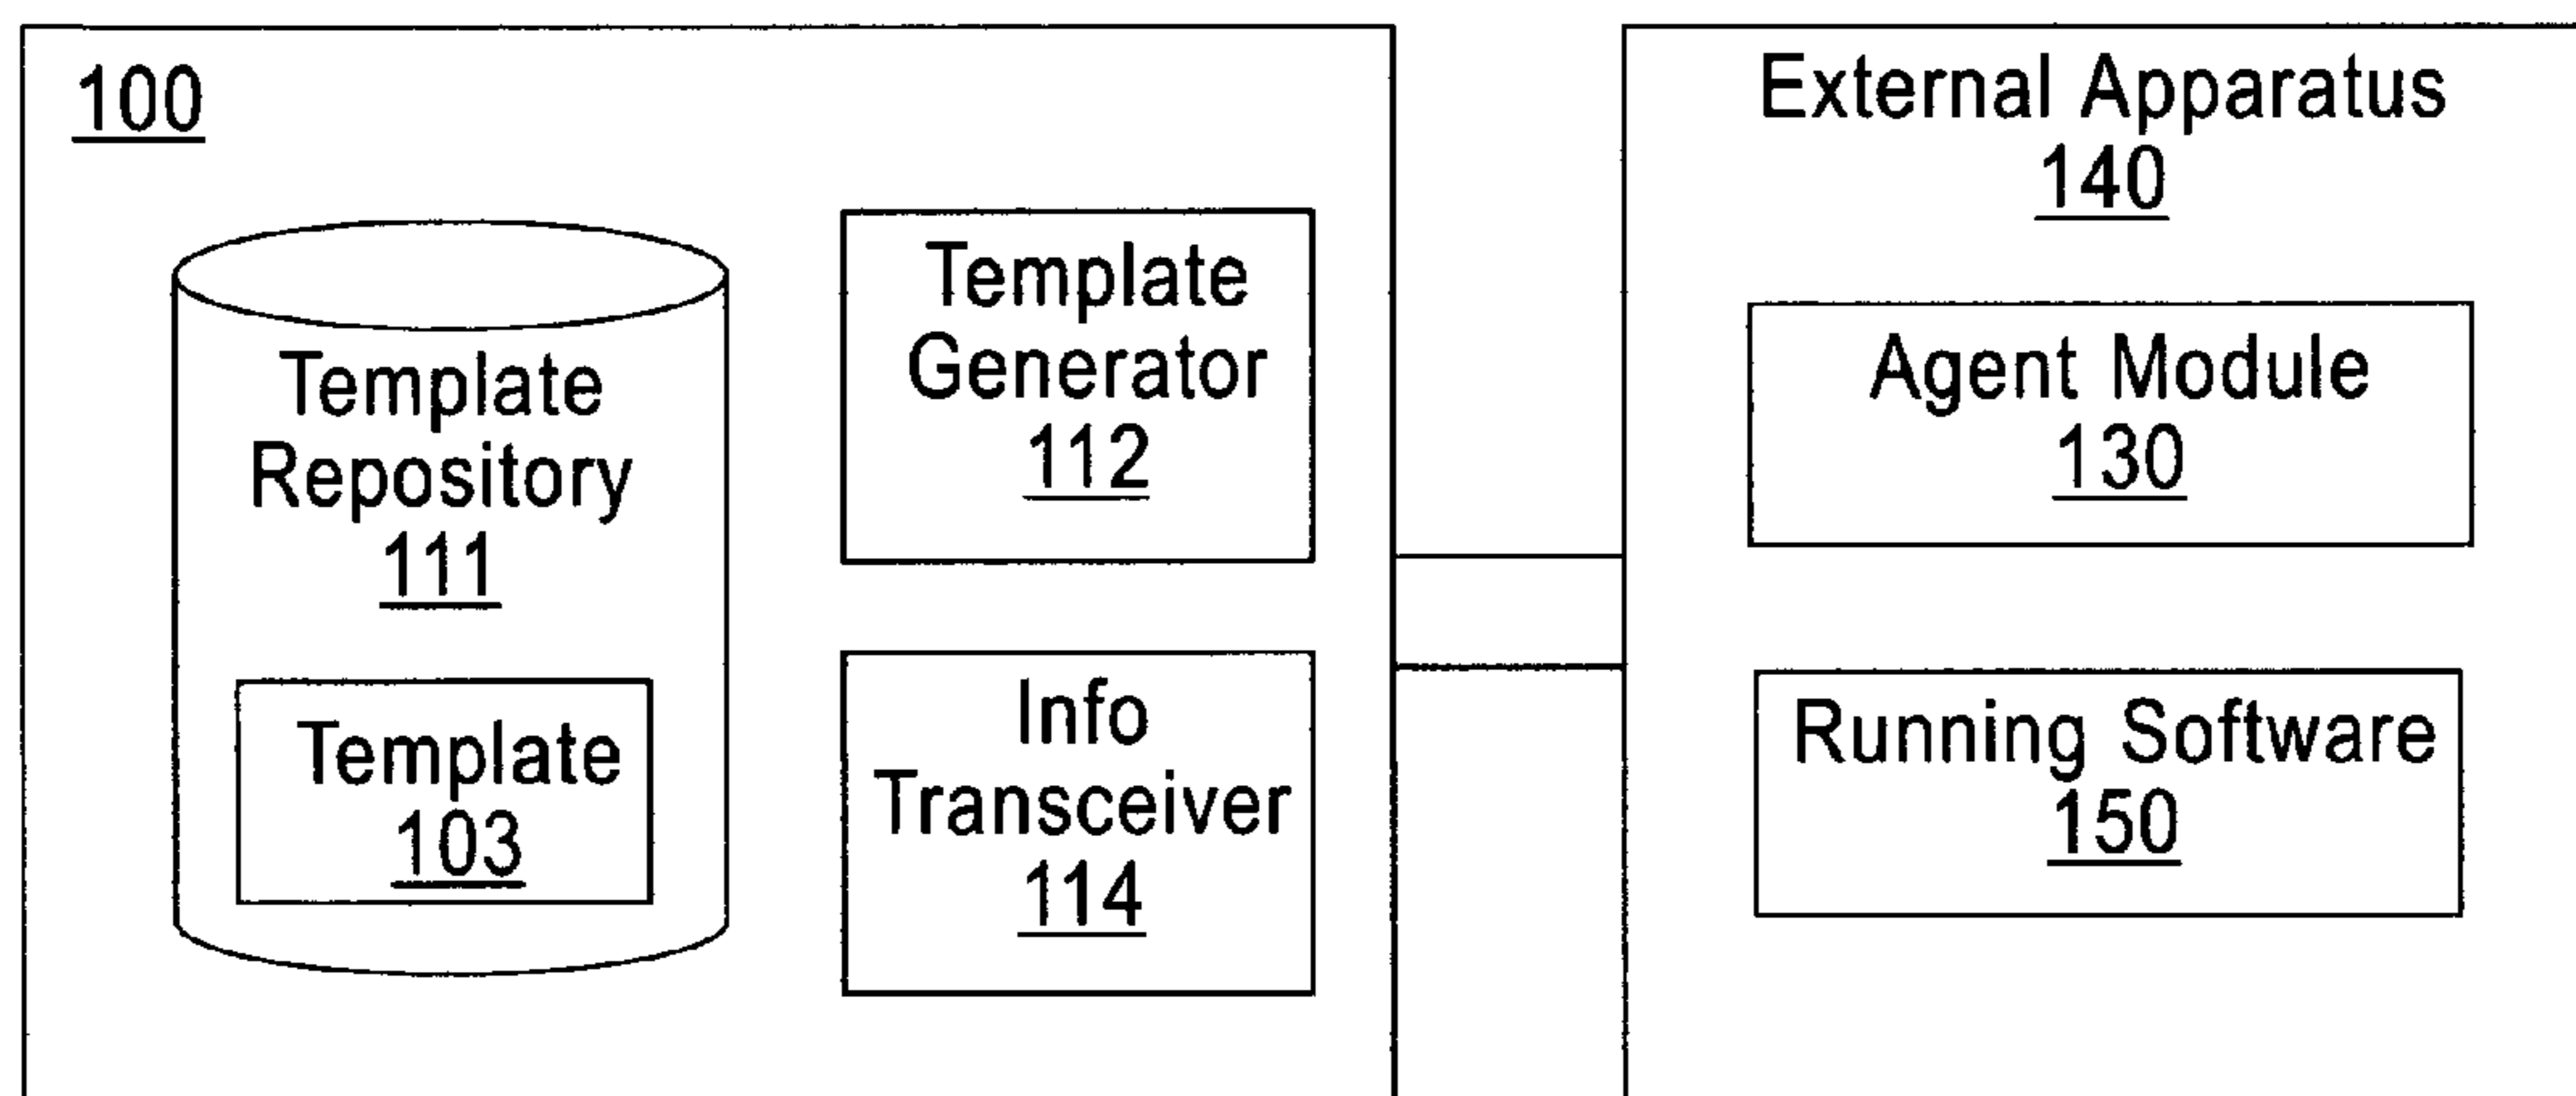 100
Template
Repository
111
Template
103
Template
Generator
112
Info
Transceiver
114
External Apparatus
140
Agent Module
130
Running Software
150